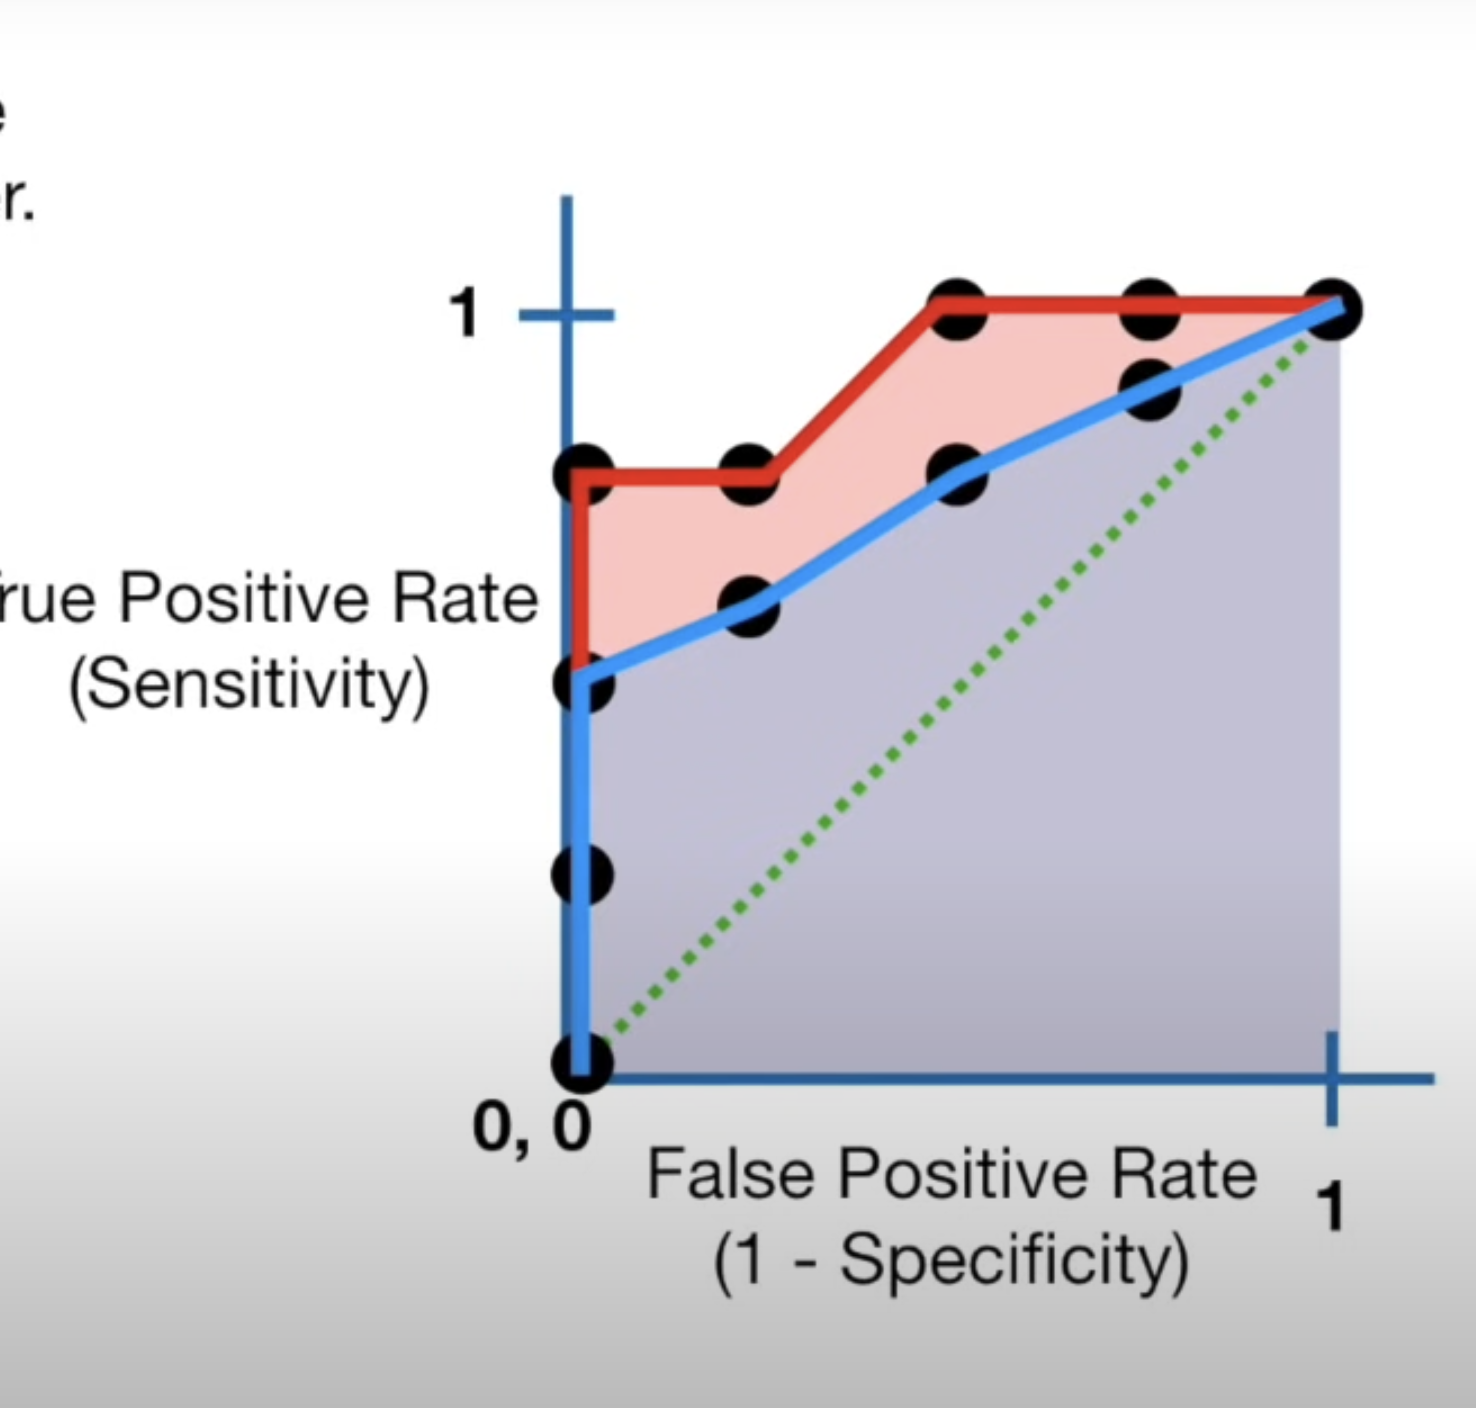 r.
1
rue Positive Rate
(Sensitivity)
0, 0
False Positive Rate
1
(1 - Specificity)